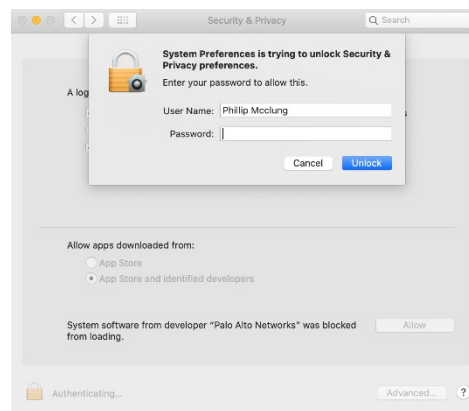 Security & Privacy
Search
System Preferences is trying to unlock Security &
Privacy preferences.
Enter your password to allow this.
A log
User Name: Phillip Mcclung
Password:
Cancel
Unlock
Allow apps downloaded from:
App Store
App Store and identified developers
System software from developer “Palo Alto Networks” was blocked
from loading.
Allow
Authenticating...
Advanced...
?